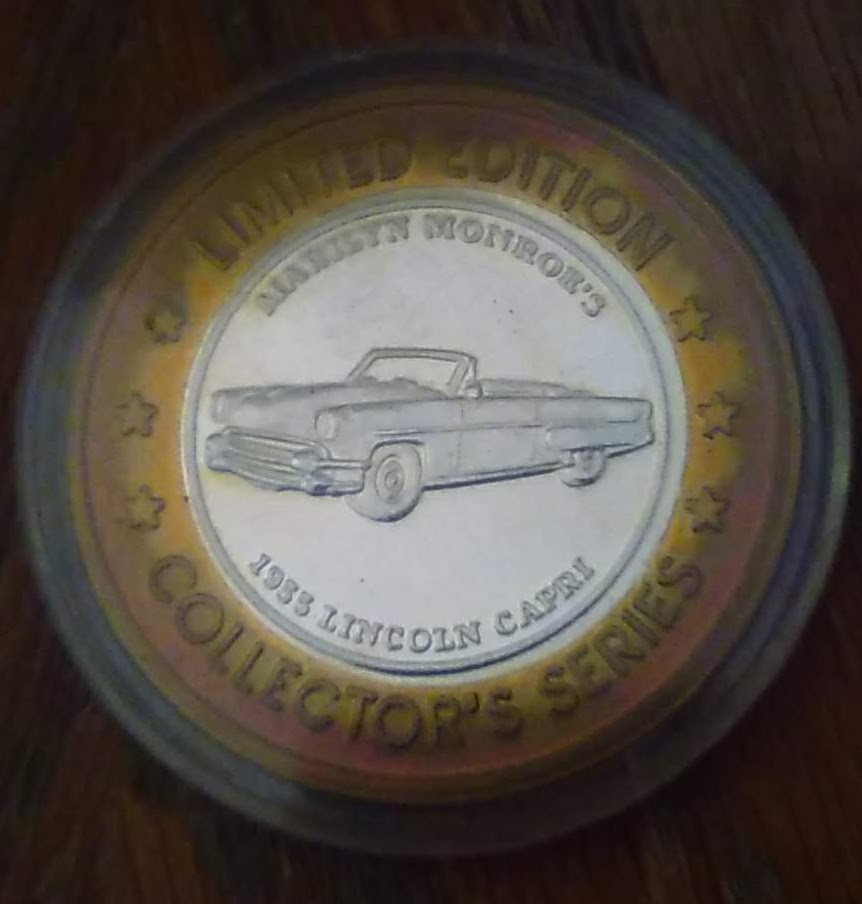 LIMITED EDITION
MARILYN MONROE'S
1955 LINCOLN CAPRI
COLLECTOR'S SERIES